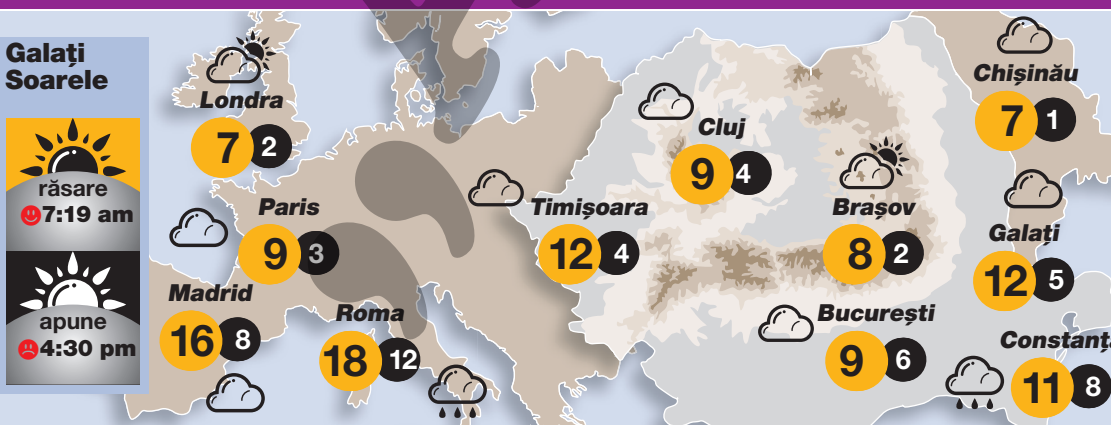 Galați
Soarele
răsare
7:19 am
apune
4:30 pm
Londra
7 2
Paris
9 3
Madrid
16 8
Roma
18 12
Timișoara
12 4
Cluj
9 4
Brașov
8 2
București
9 6
Chișinău
7 1
Galați
12 5
Constanța
11 8